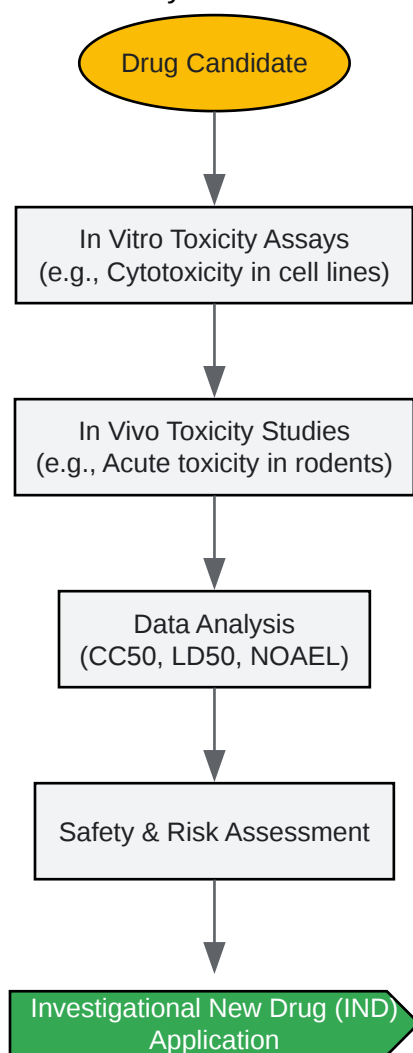 Drug Candidate
In Vitro Toxicity Assays
(e.g., Cytotoxicity in cell lines)
In Vivo Toxicity Studies
(e.g., Acute toxicity in rodents)
Data Analysis
(CC50, LD50, NOAEL)
Safety & Risk Assessment
Investigational New Drug (IND)
Application